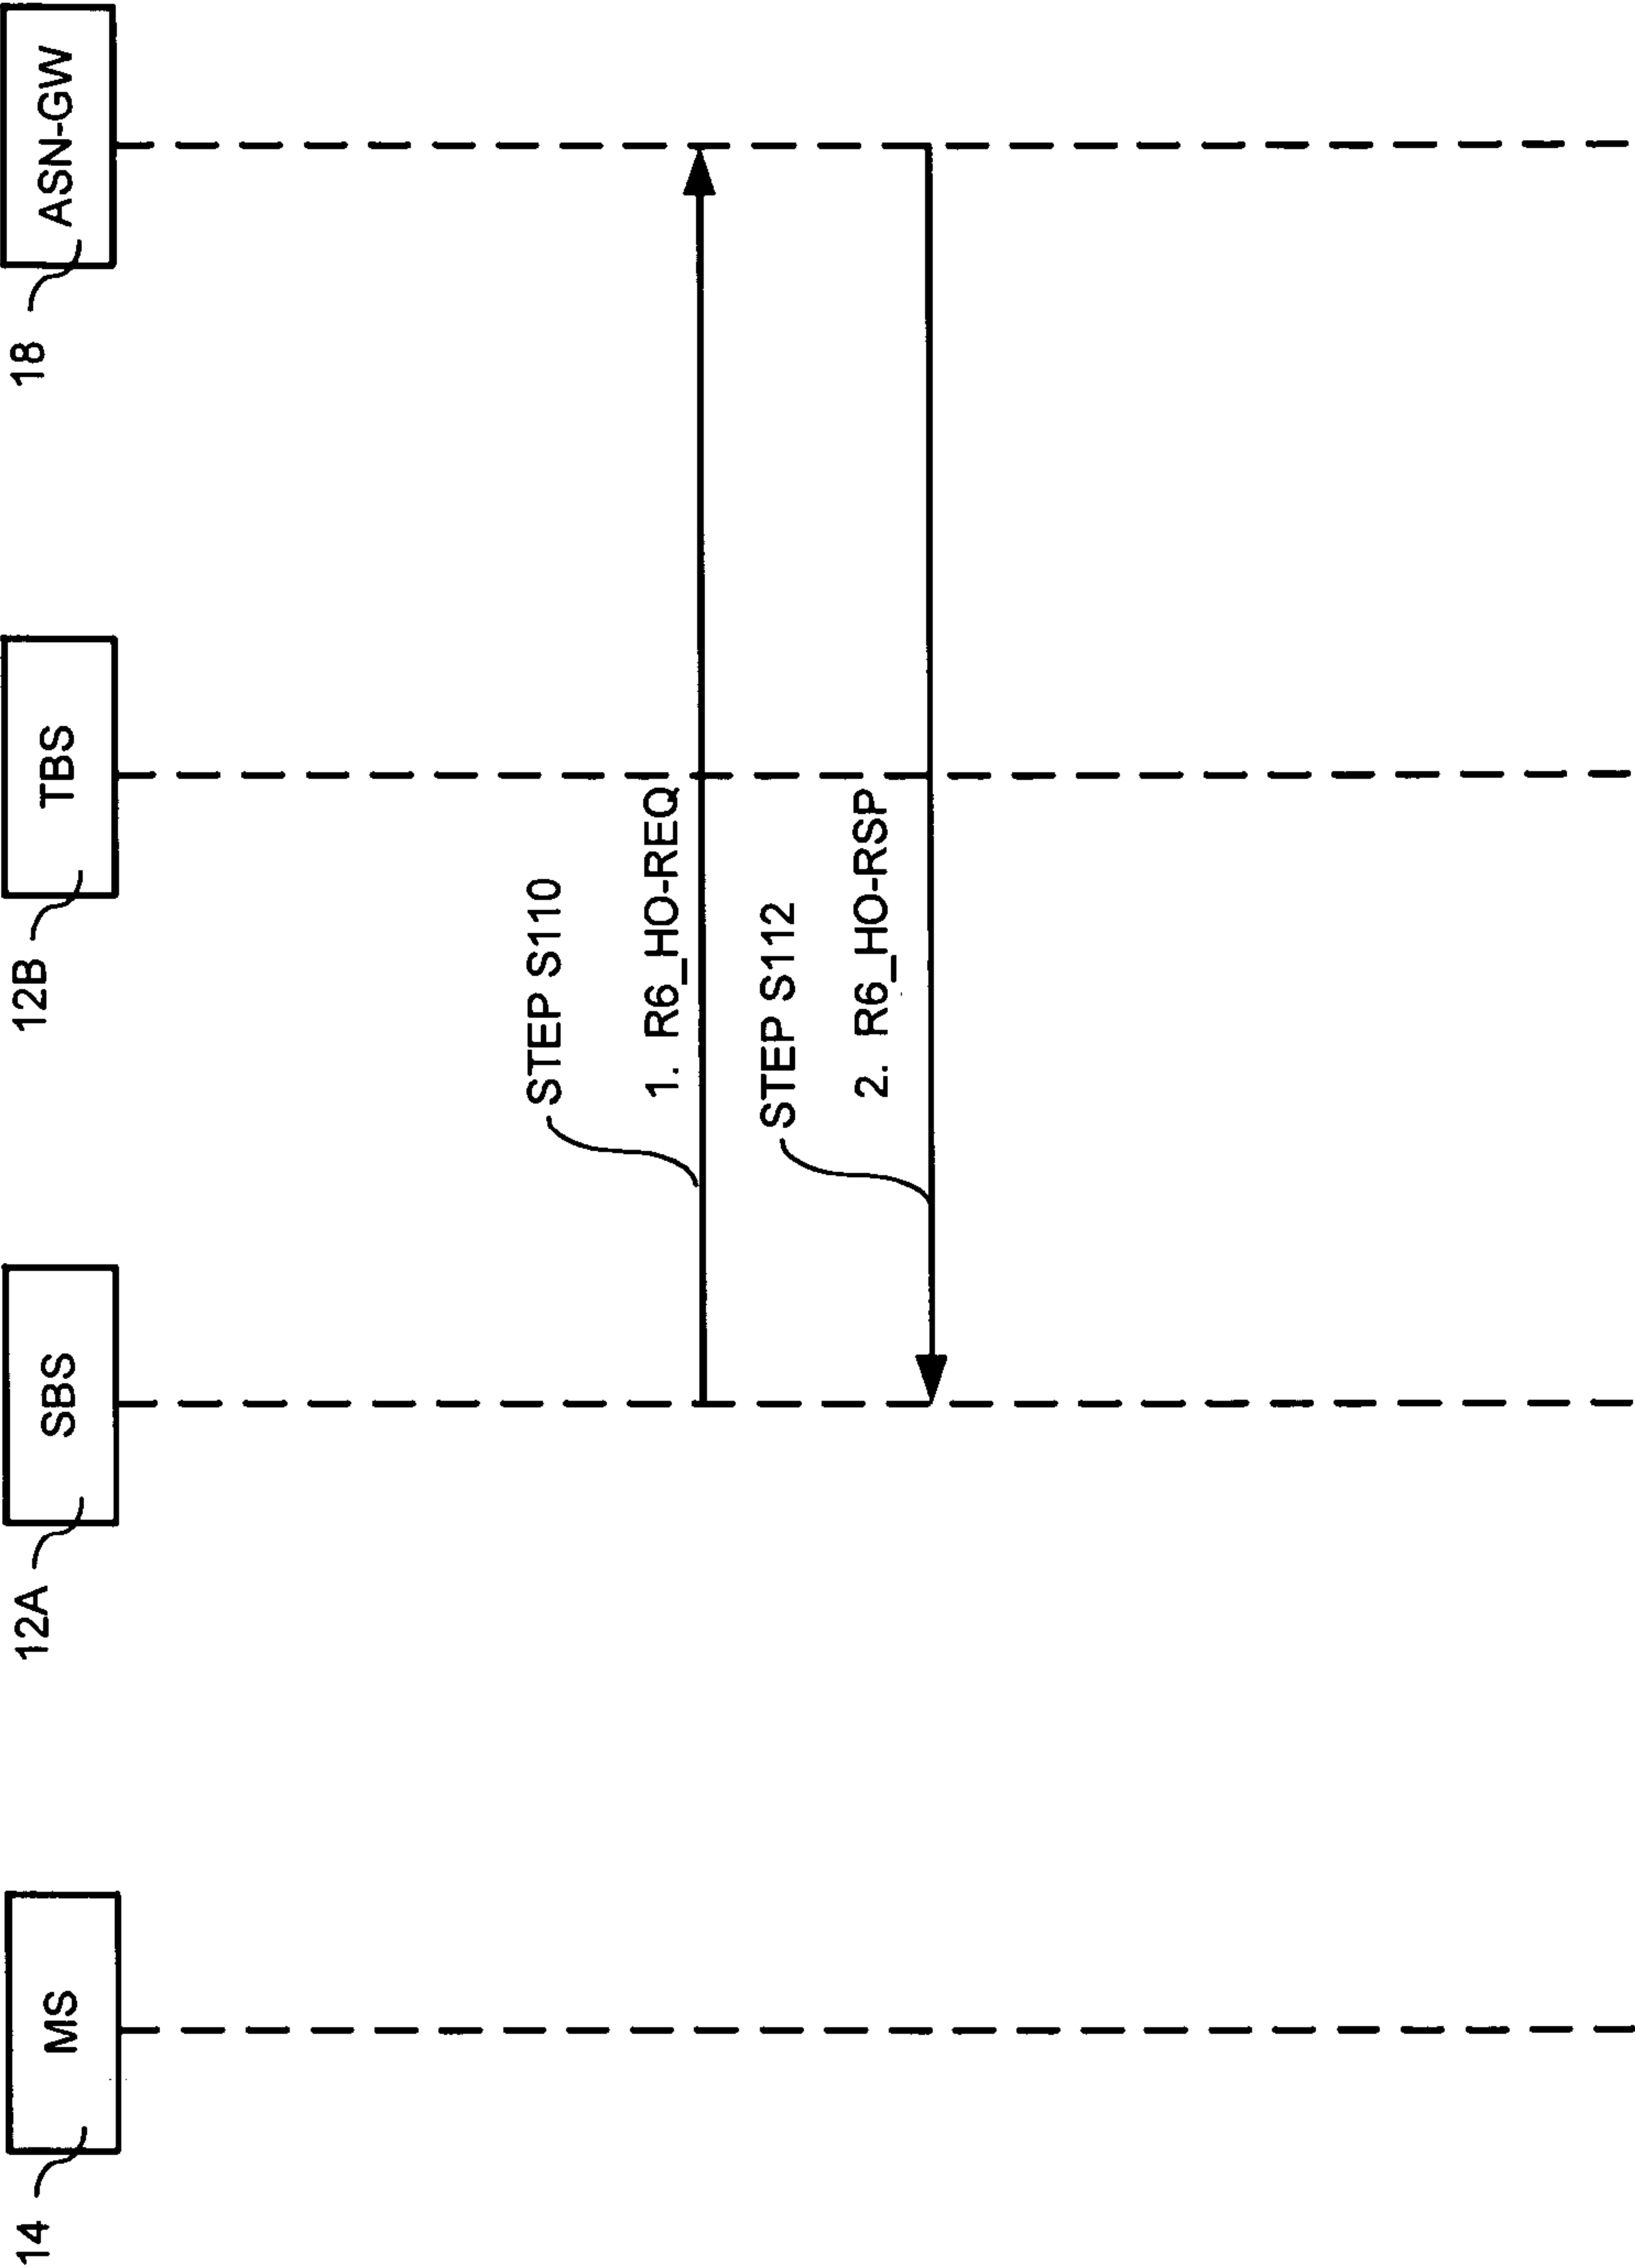 14
MS
12A
SBS
12B
TBS
18
ASN-GW
STEP S110
1. R6_HO-REQ
STEP S112
2. R6_HO-RSP